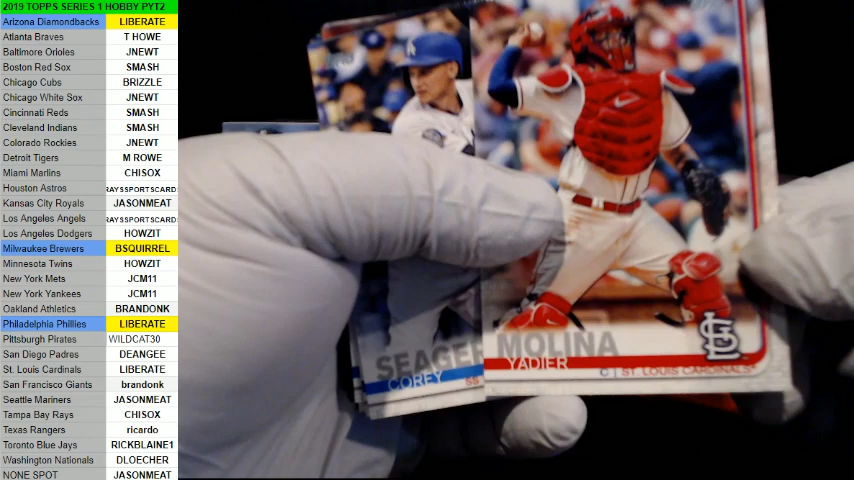 2019 TOPPS SERIES 1 HOBBY PYT2
Arizona Diamondbacks LIBERATE
Atlanta Braves T HOWE
Baltimore Orioles JNEWT
Boston Red Sox SMASH
Chicago Cubs BRIZZLE
Chicago White Sox JNEWT
Cincinnati Reds SMASH
Cleveland Indians SMASH
Colorado Rockies JNEWT
Detroit Tigers M ROWE
Miami Marlins CHISOX
Houston Astros RAYSSPORTSCARD
Kansas City Royals JASONMEAT
Los Angeles Angels RAYSSPORTSCARD
Los Angeles Dodgers HOWZIT
Milwaukee Brewers BSQUIRREL
Minnesota Twins HOWZIT
New York Mets JCM11
New York Yankees JCM11
Oakland Athletics BRANDONK
Philadelphia Phillies LIBERATE
Pittsburgh Pirates WILDCAT30
San Diego Padres DEANGEE
St. Louis Cardinals LIBERATE
San Francisco Giants brandonk
Seattle Mariners JASONMEAT
Tampa Bay Rays CHISOX
Texas Rangers ricardo
Toronto Blue Jays RICKBLAINE1
Washington Nationals DLOECHER
NONE SPOT JASONMEAT
SEAGER
COREY SS
MOLINA
YADIER
C | ST. LOUIS CARDINALS